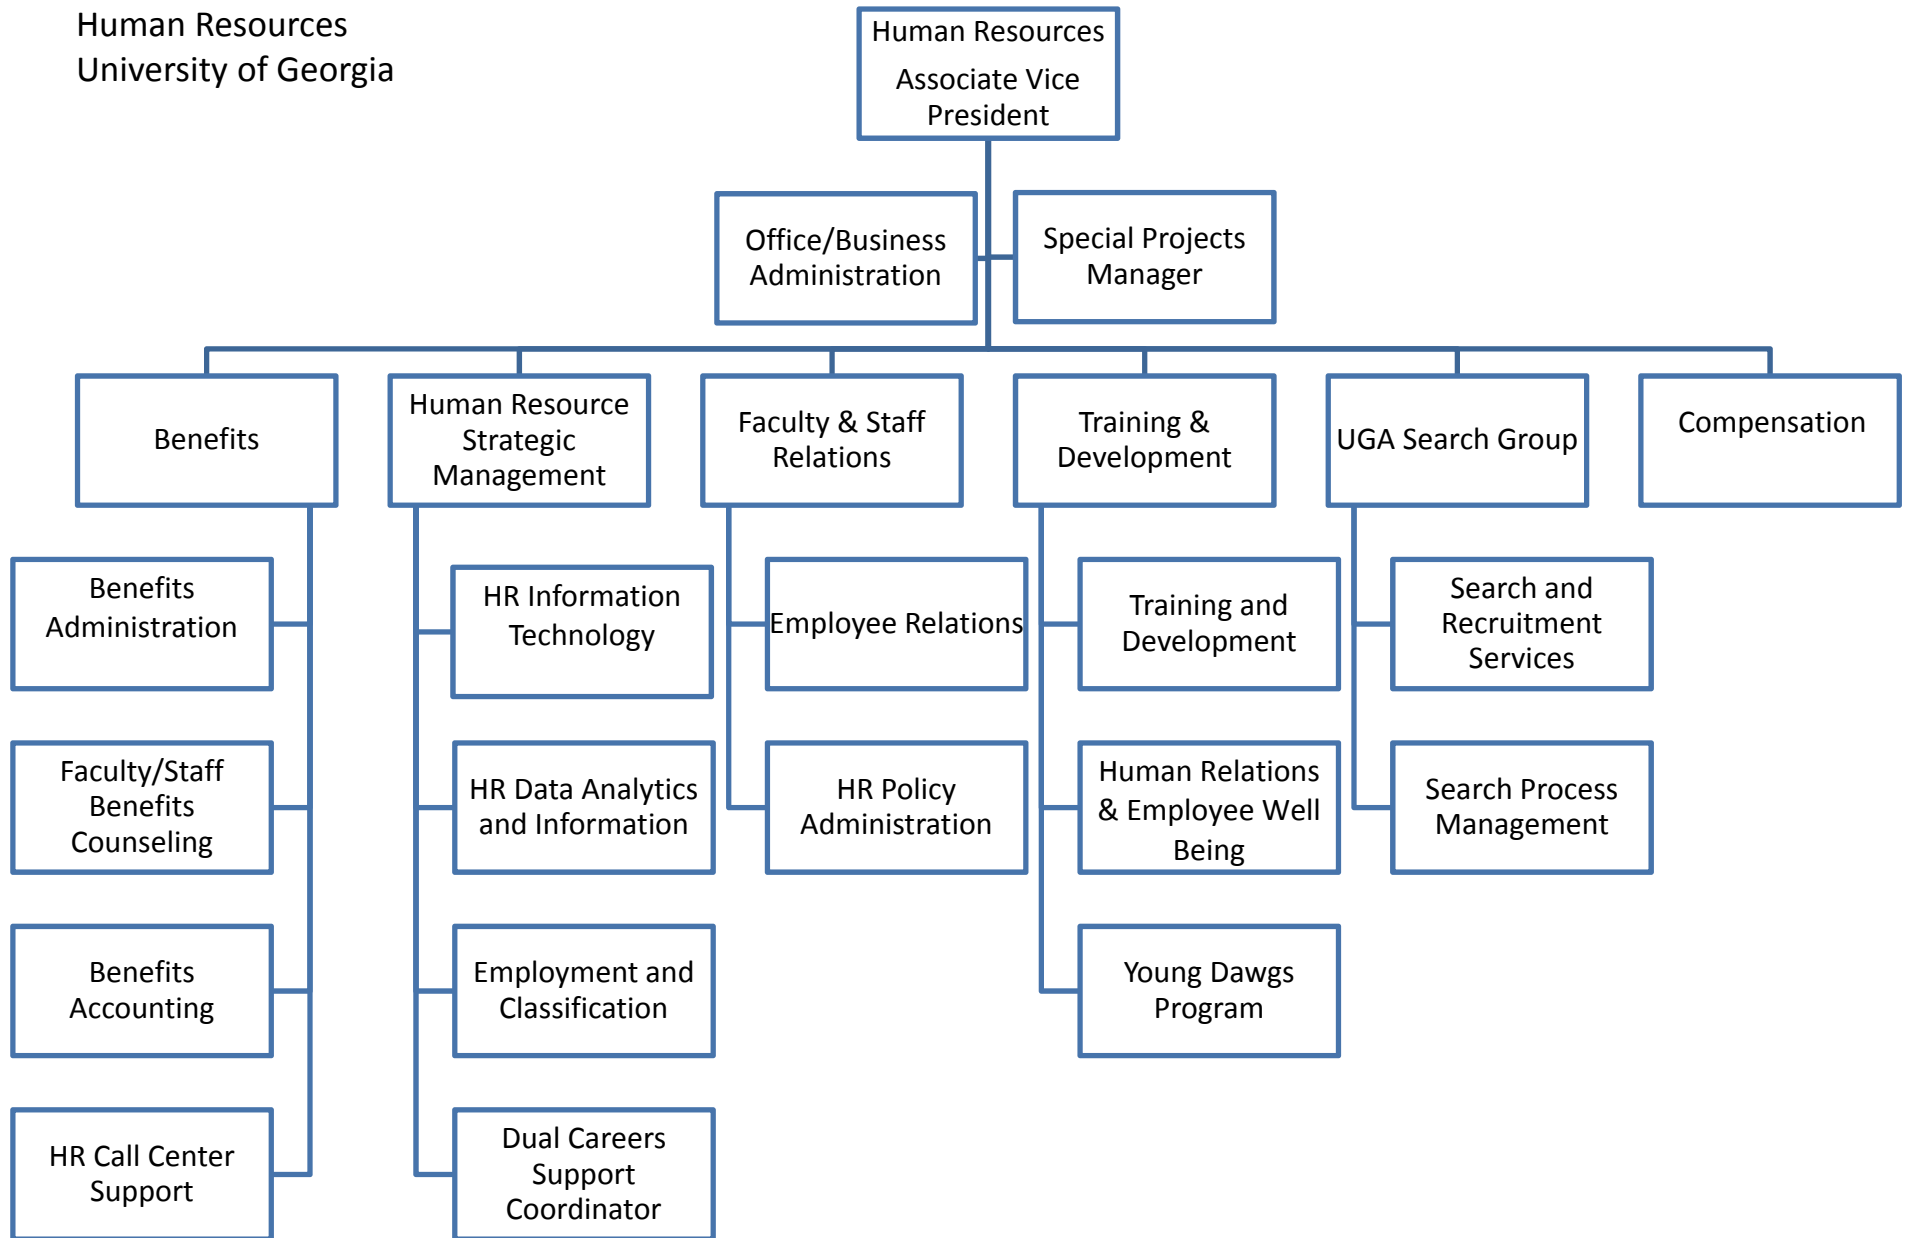 Human Resources
University of Georgia
Human Resources
Associate Vice
President
Office/Business
Administration
Special Projects
Manager
Benefits
Human Resource
Strategic
Management
Faculty & Staff
Relations
Training &
Development
UGA Search Group
Compensation
Benefits
Administration
HR Information
Technology
Employee Relations
Training and
Development
Search and
Recruitment
Services
Faculty/Staff
Benefits
Counseling
HR Data Analytics
and Information
HR Policy
Administration
Human Relations
& Employee Well
Being
Search Process
Management
Benefits
Accounting
Employment and
Classification
Young Dawgs
Program
HR Call Center
Support
Dual Careers
Support
Coordinator